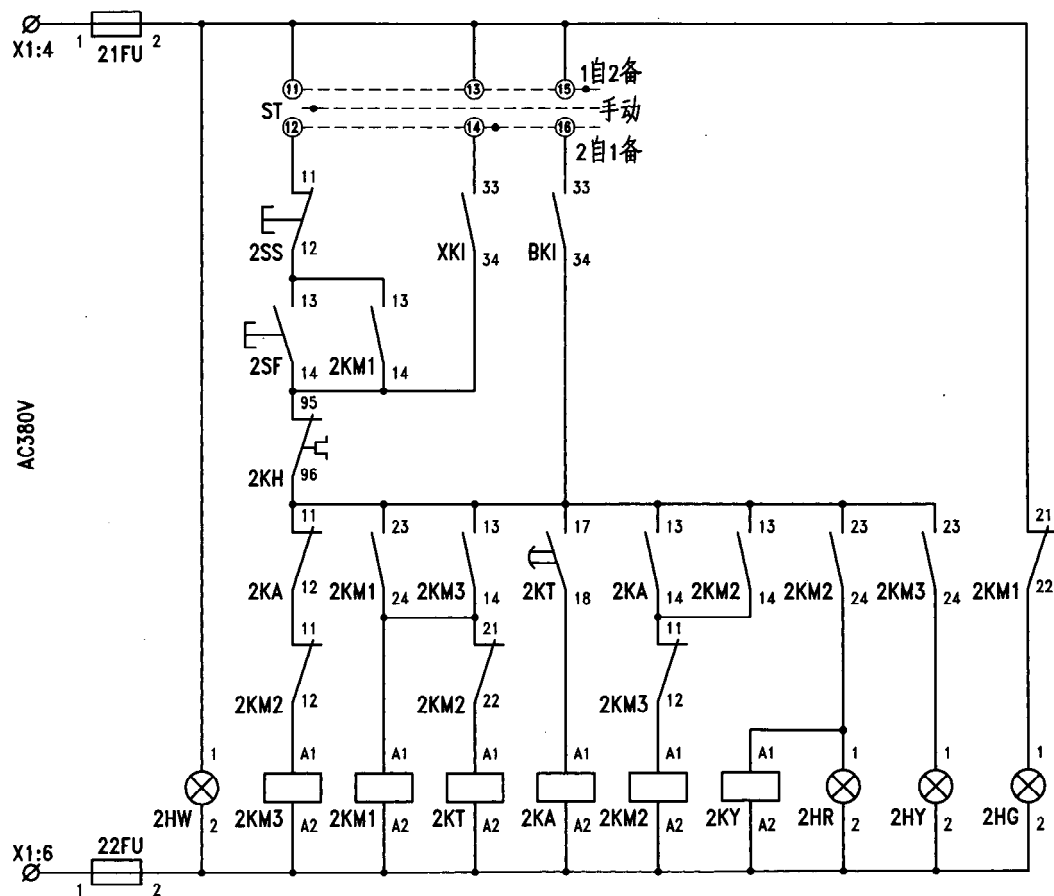 X1:4
1 21FU 2
11 13 15 1自2备
ST 手动
12 14 16 2自1备
11 33 33
2SS 12 XKI 34 BKI 34
13 13
2SF 14 2KM1 14
95
AC380V
2KH 96
11 23 13 17 13 13 23 23 21
2KA 12 2KM1 24 2KM3 14 2KT 18 2KA 14 2KM2 14 2KM2 24 2KM3 24 2KM1 22
11 21 11
2KM2 12 2KM2 22 2KM3 12
1 A1 A1 A1 A1 A1 A1 1 1 1
2HW 2 2KM3 A2 2KM1 A2 2KT A2 2KA A2 2KM2 A2 2KY A2 2HR 2 2HY 2 2HG 2
X1:6
1 22FU 2